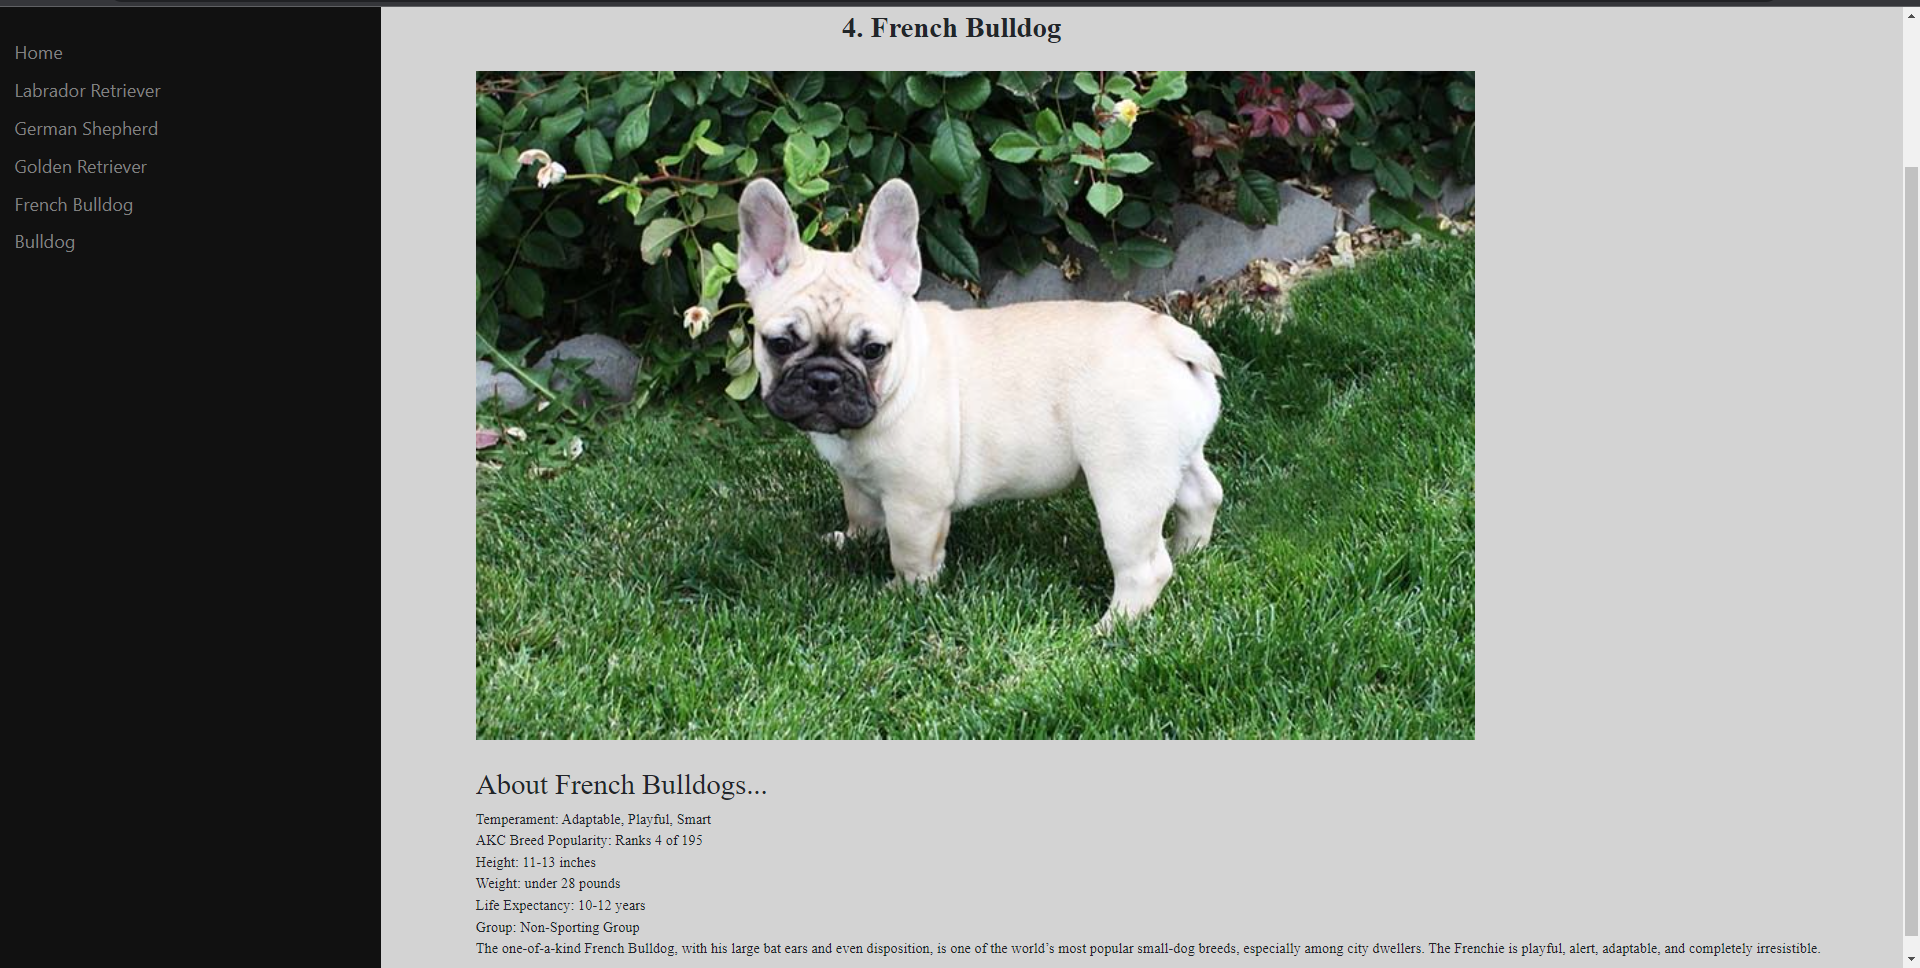 Home
Labrador Retriever
German Shepherd
Golden Retriever
French Bulldog
Bulldog
4. French Bulldog
About French Bulldogs...
Temperament: Adaptable, Playful, Smart
AKC Breed Popularity: Ranks 4 of 195
Height: 11-13 inches
Weight: under 28 pounds
Life Expectancy: 10-12 years
Group: Non-Sporting Group
The one-of-a-kind French Bulldog, with his large bat ears and even disposition, is one of the world’s most popular small-dog breeds, especially among city dwellers. The Frenchie is playful, alert, adaptable, and completely irresistible.